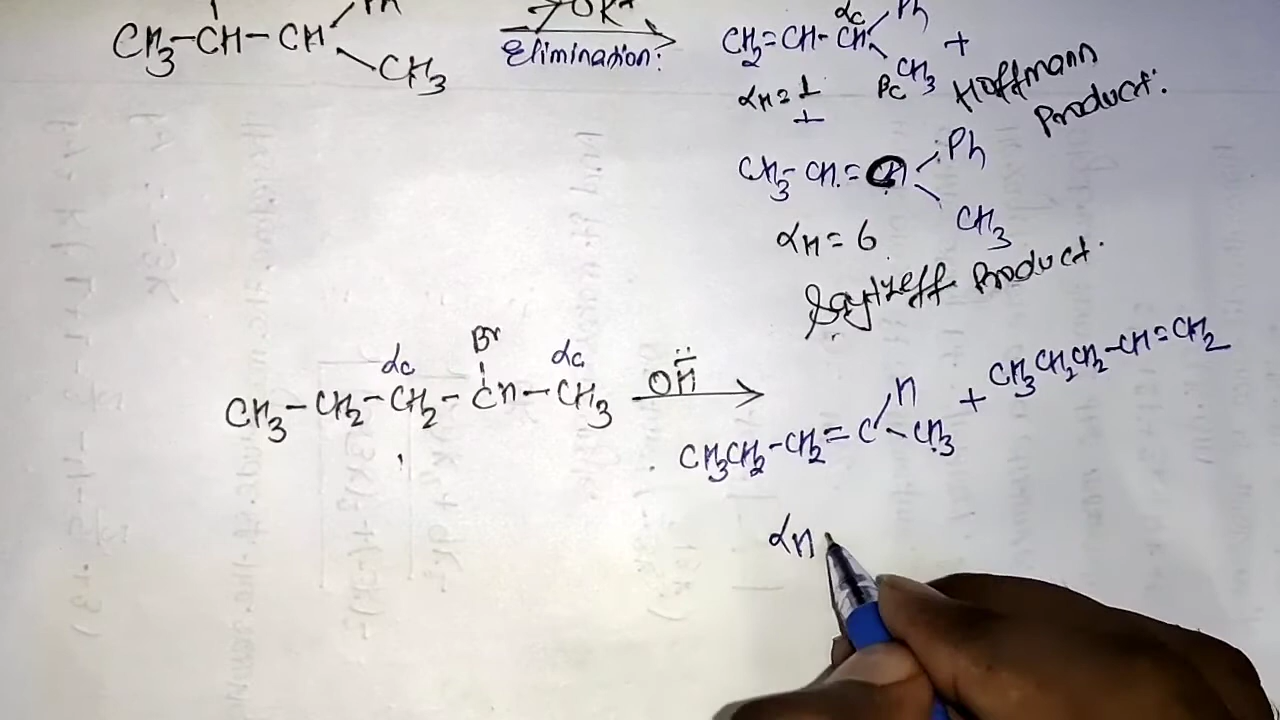 CH3-CH-CH Ph CH3
OK+
Elimination:
CH2=CH-CH Ph CH3 +
αc
βc
αH = 1
Hoffmann
Product:
CH3-CH=C Ph CH3
αH = 6
Saytzeff Product.
Br
αc αc
CH3-CH2-CH2-CH-CH3
OH
CH3CH2-CH2=C H CH3 + CH3CH2CH2-CH=CH2
αH